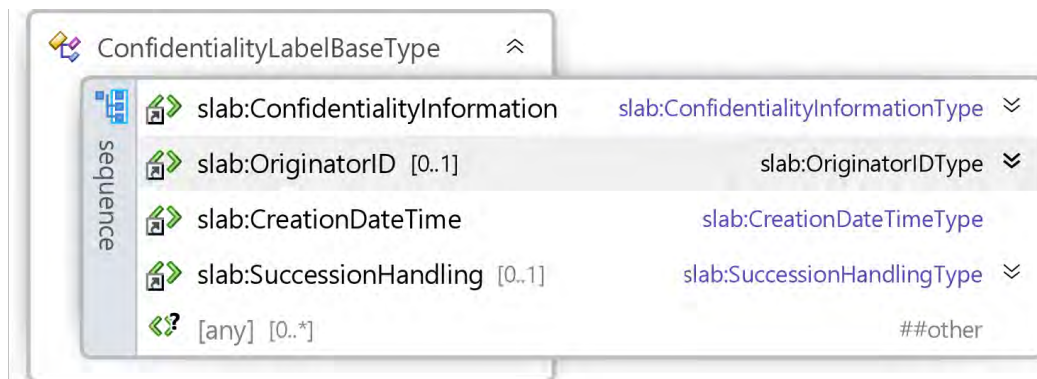 ConfidentialityLabelBaseType
sequence
slab:ConfidentialityInformation slab:ConfidentialityInformationType
slab:OriginatorID [0..1] slab:OriginatorIDType
slab:CreationDateTime slab:CreationDateTimeType
slab:SuccessionHandling [0..1] slab:SuccessionHandlingType
[any] [0..*] ##other